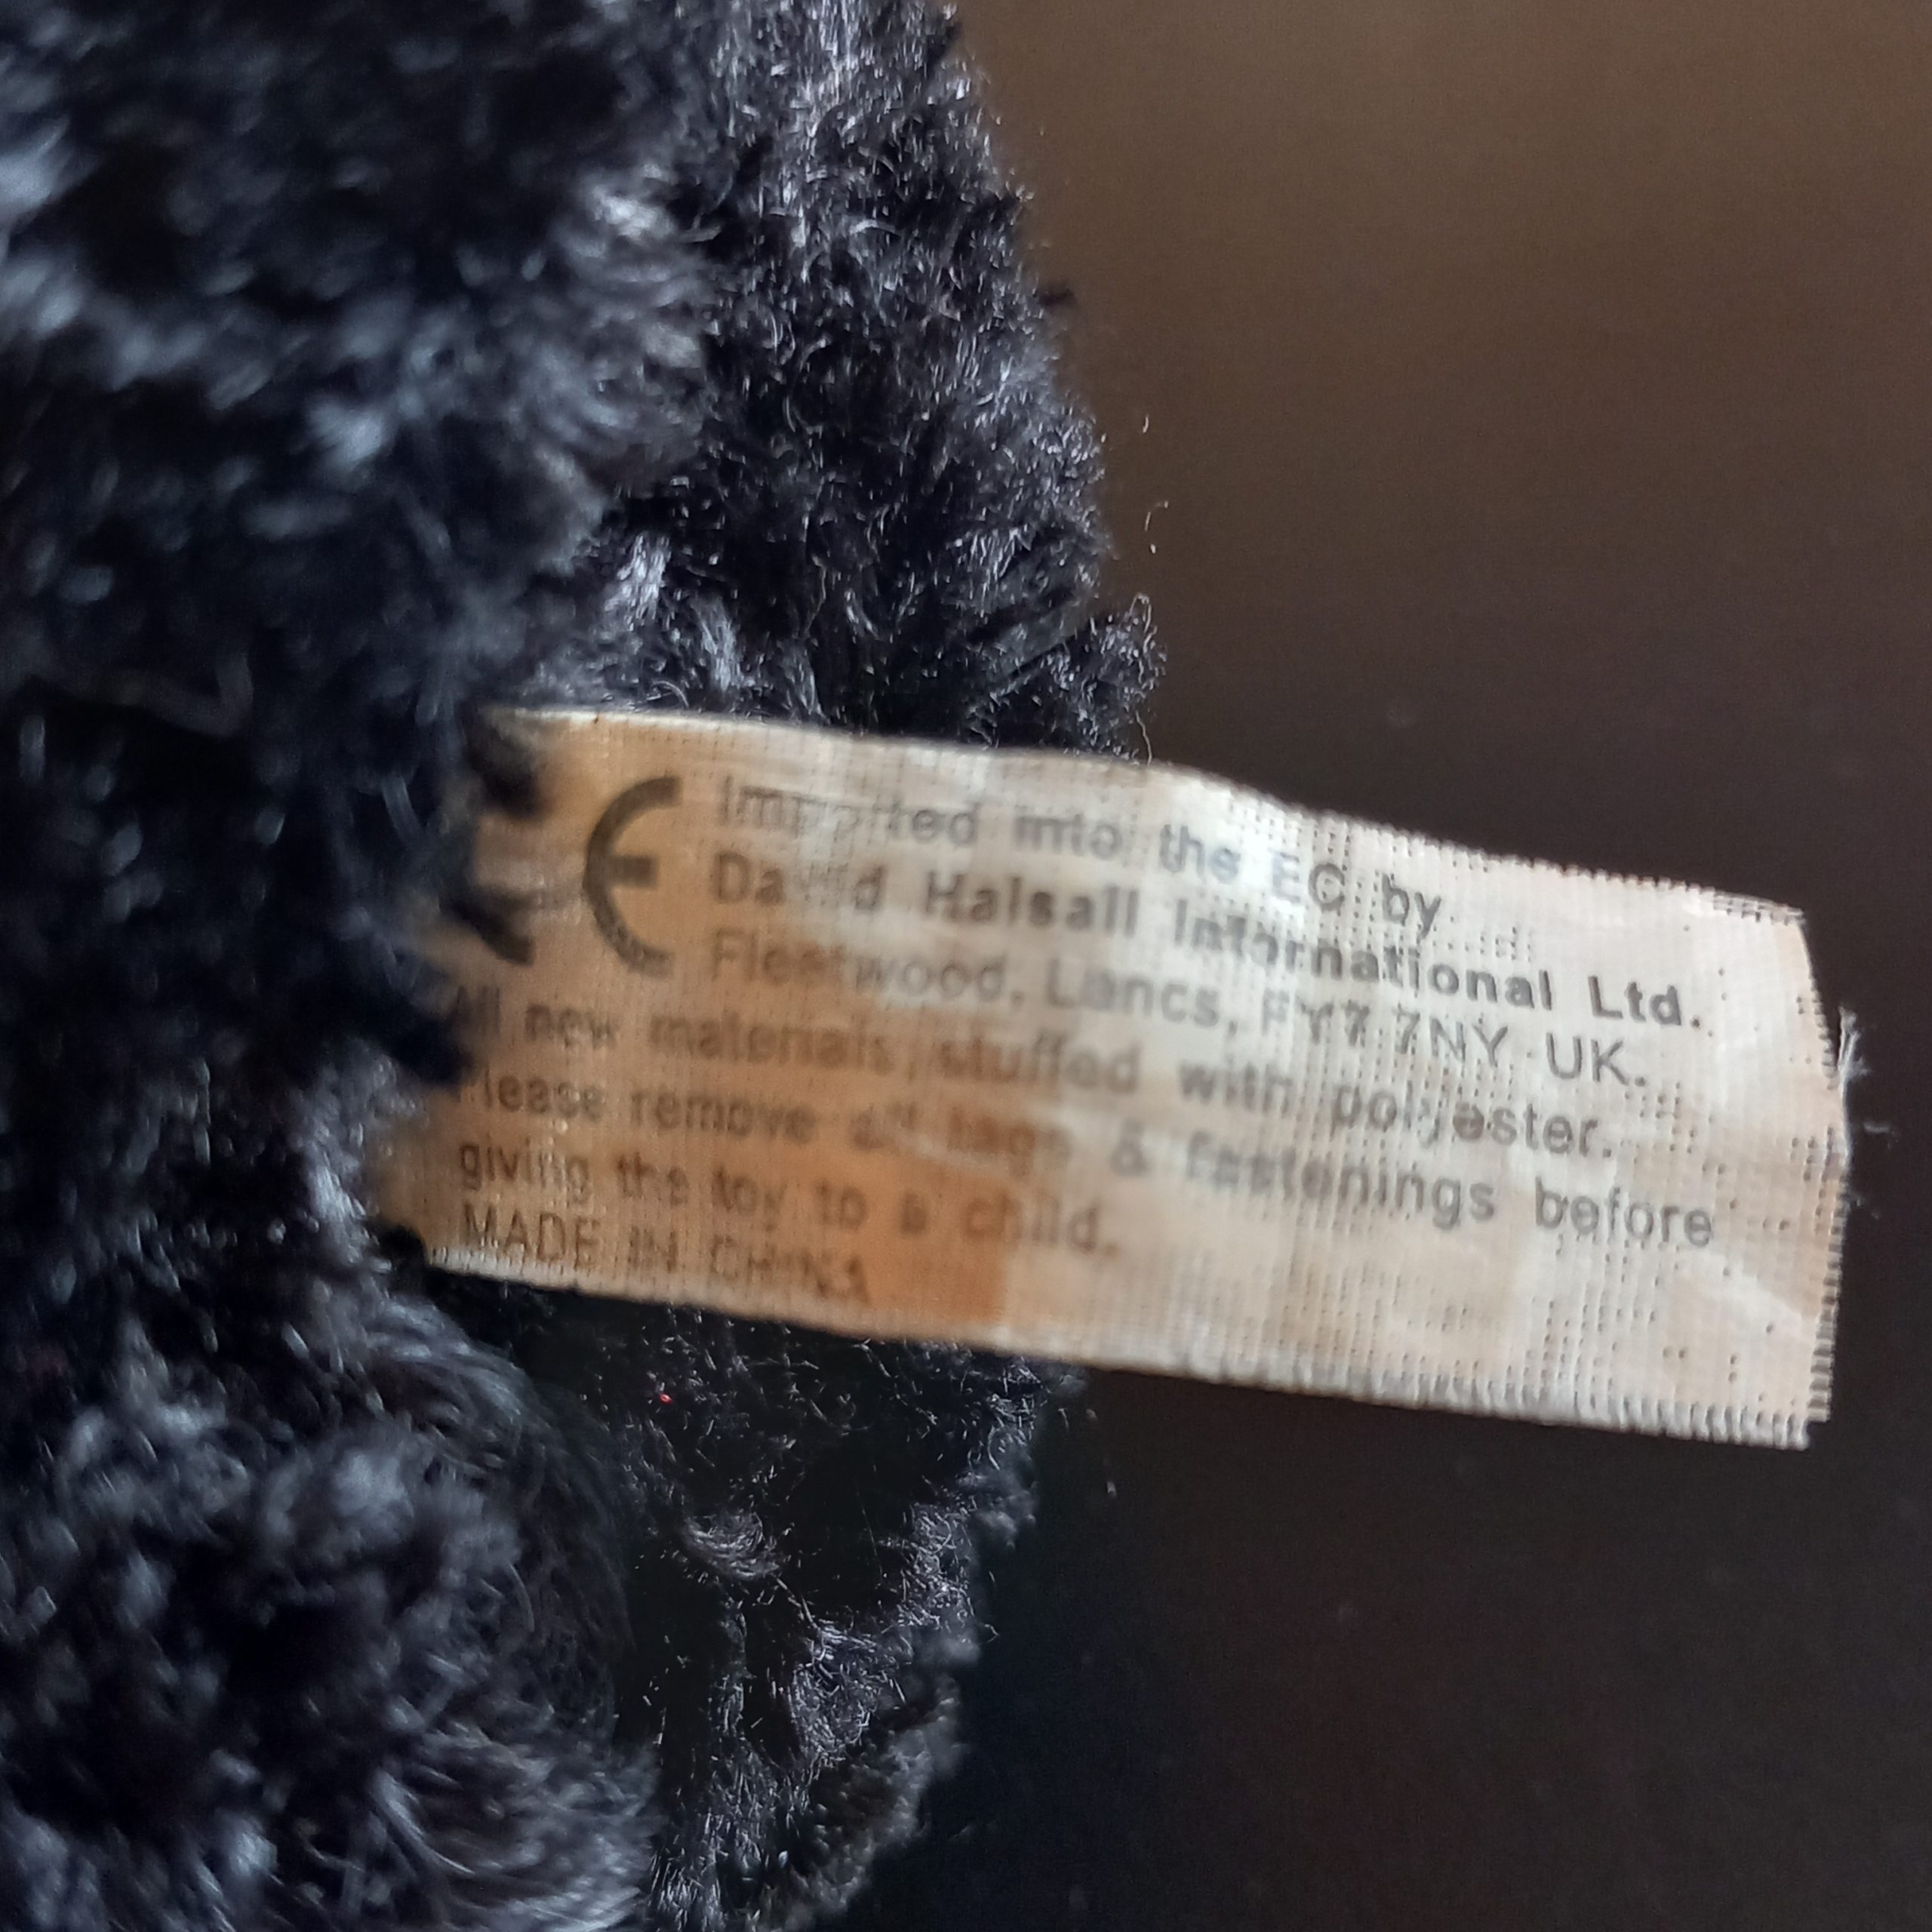 CE Imported into the EC by
David Halsall International Ltd.
Fleetwood, Lancs, FY7 7NY UK.
All new materials, stuffed with polyester.
Please remove all tags & fastenings before
giving the toy to a child.
MADE IN CHINA